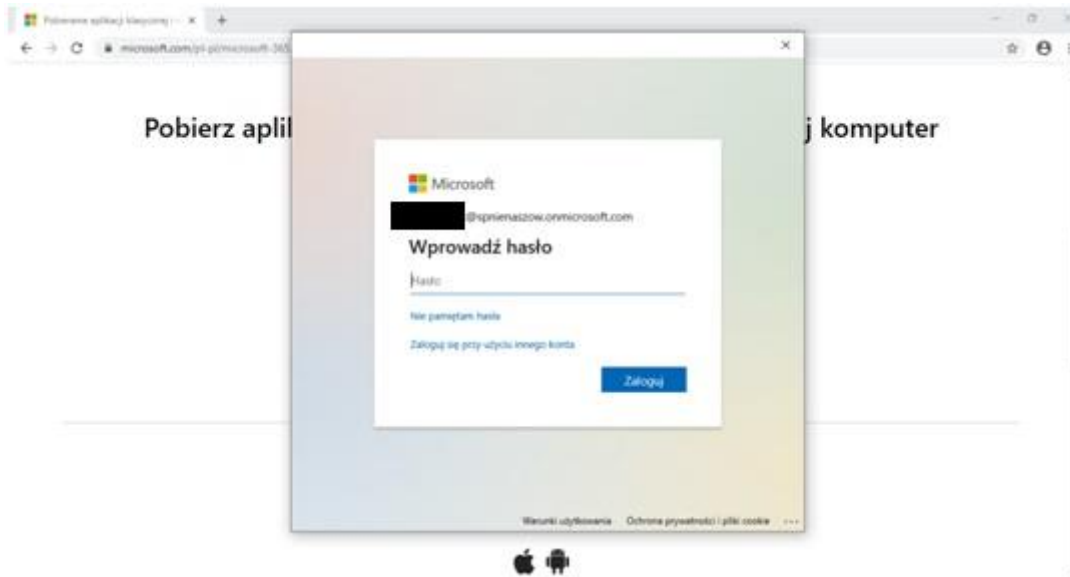 Pobieranie aplikacji klasycznej i
microsoft.com/pl-pl/microsoft-365
Pobierz apli
j komputer
Microsoft
@spnienaszow.onmicrosoft.com
Wprowadź hasło
Hasło
Nie pamiętam hasła
Zaloguj się przy użyciu innego konta
Zaloguj
Warunki użytkowania Ochrona prywatności i pliki cookie ...